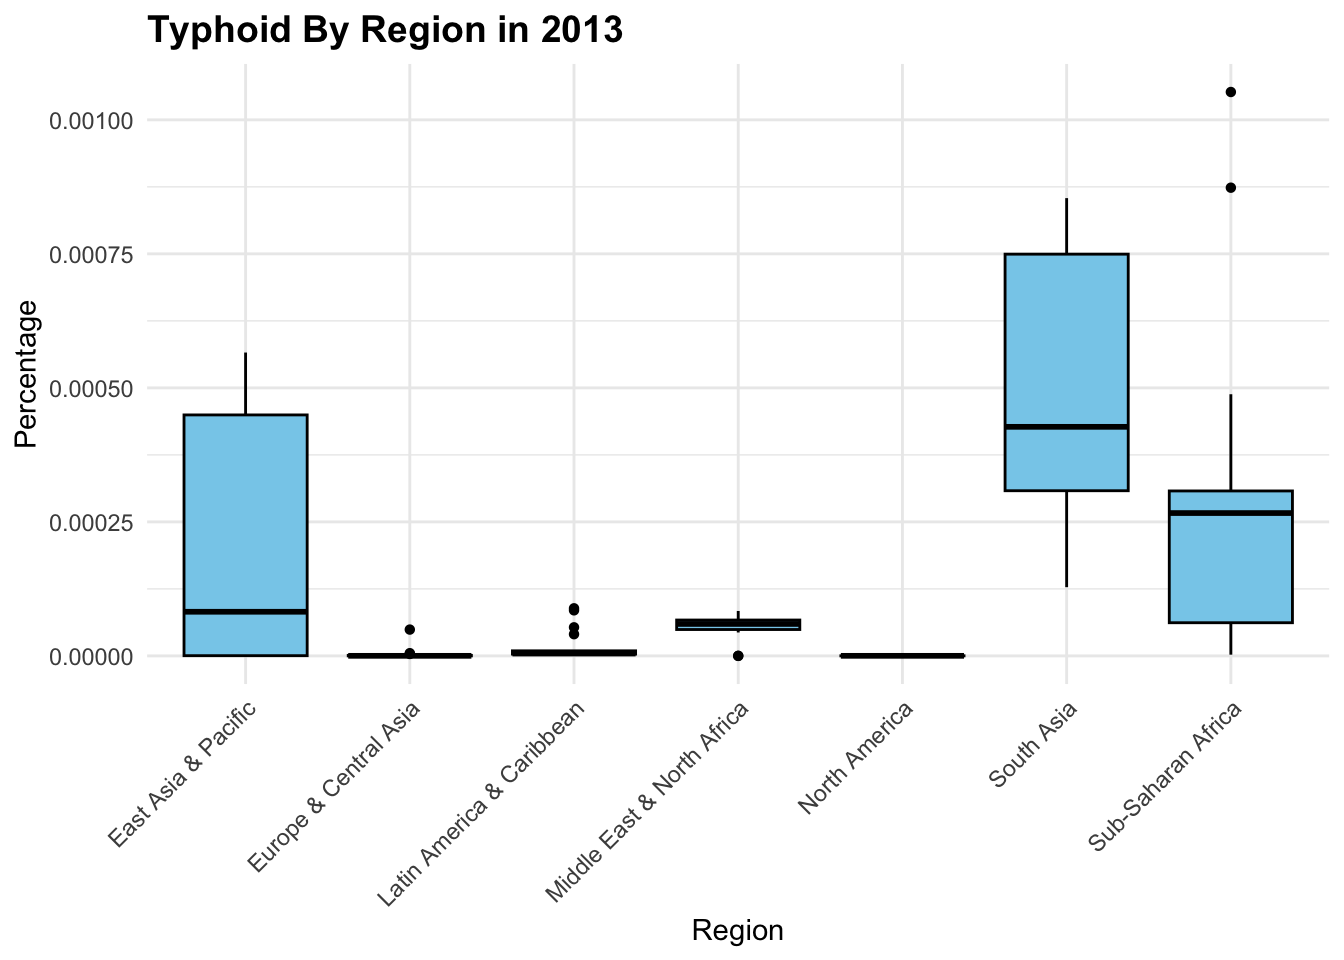 Typhoid By Region in 2013
Percentage
0.00100
0.00075
0.00050
0.00025
0.00000
East Asia & Pacific
Europe & Central Asia
Latin America & Caribbean
Middle East & North Africa
North America
South Asia
Sub-Saharan Africa
Region